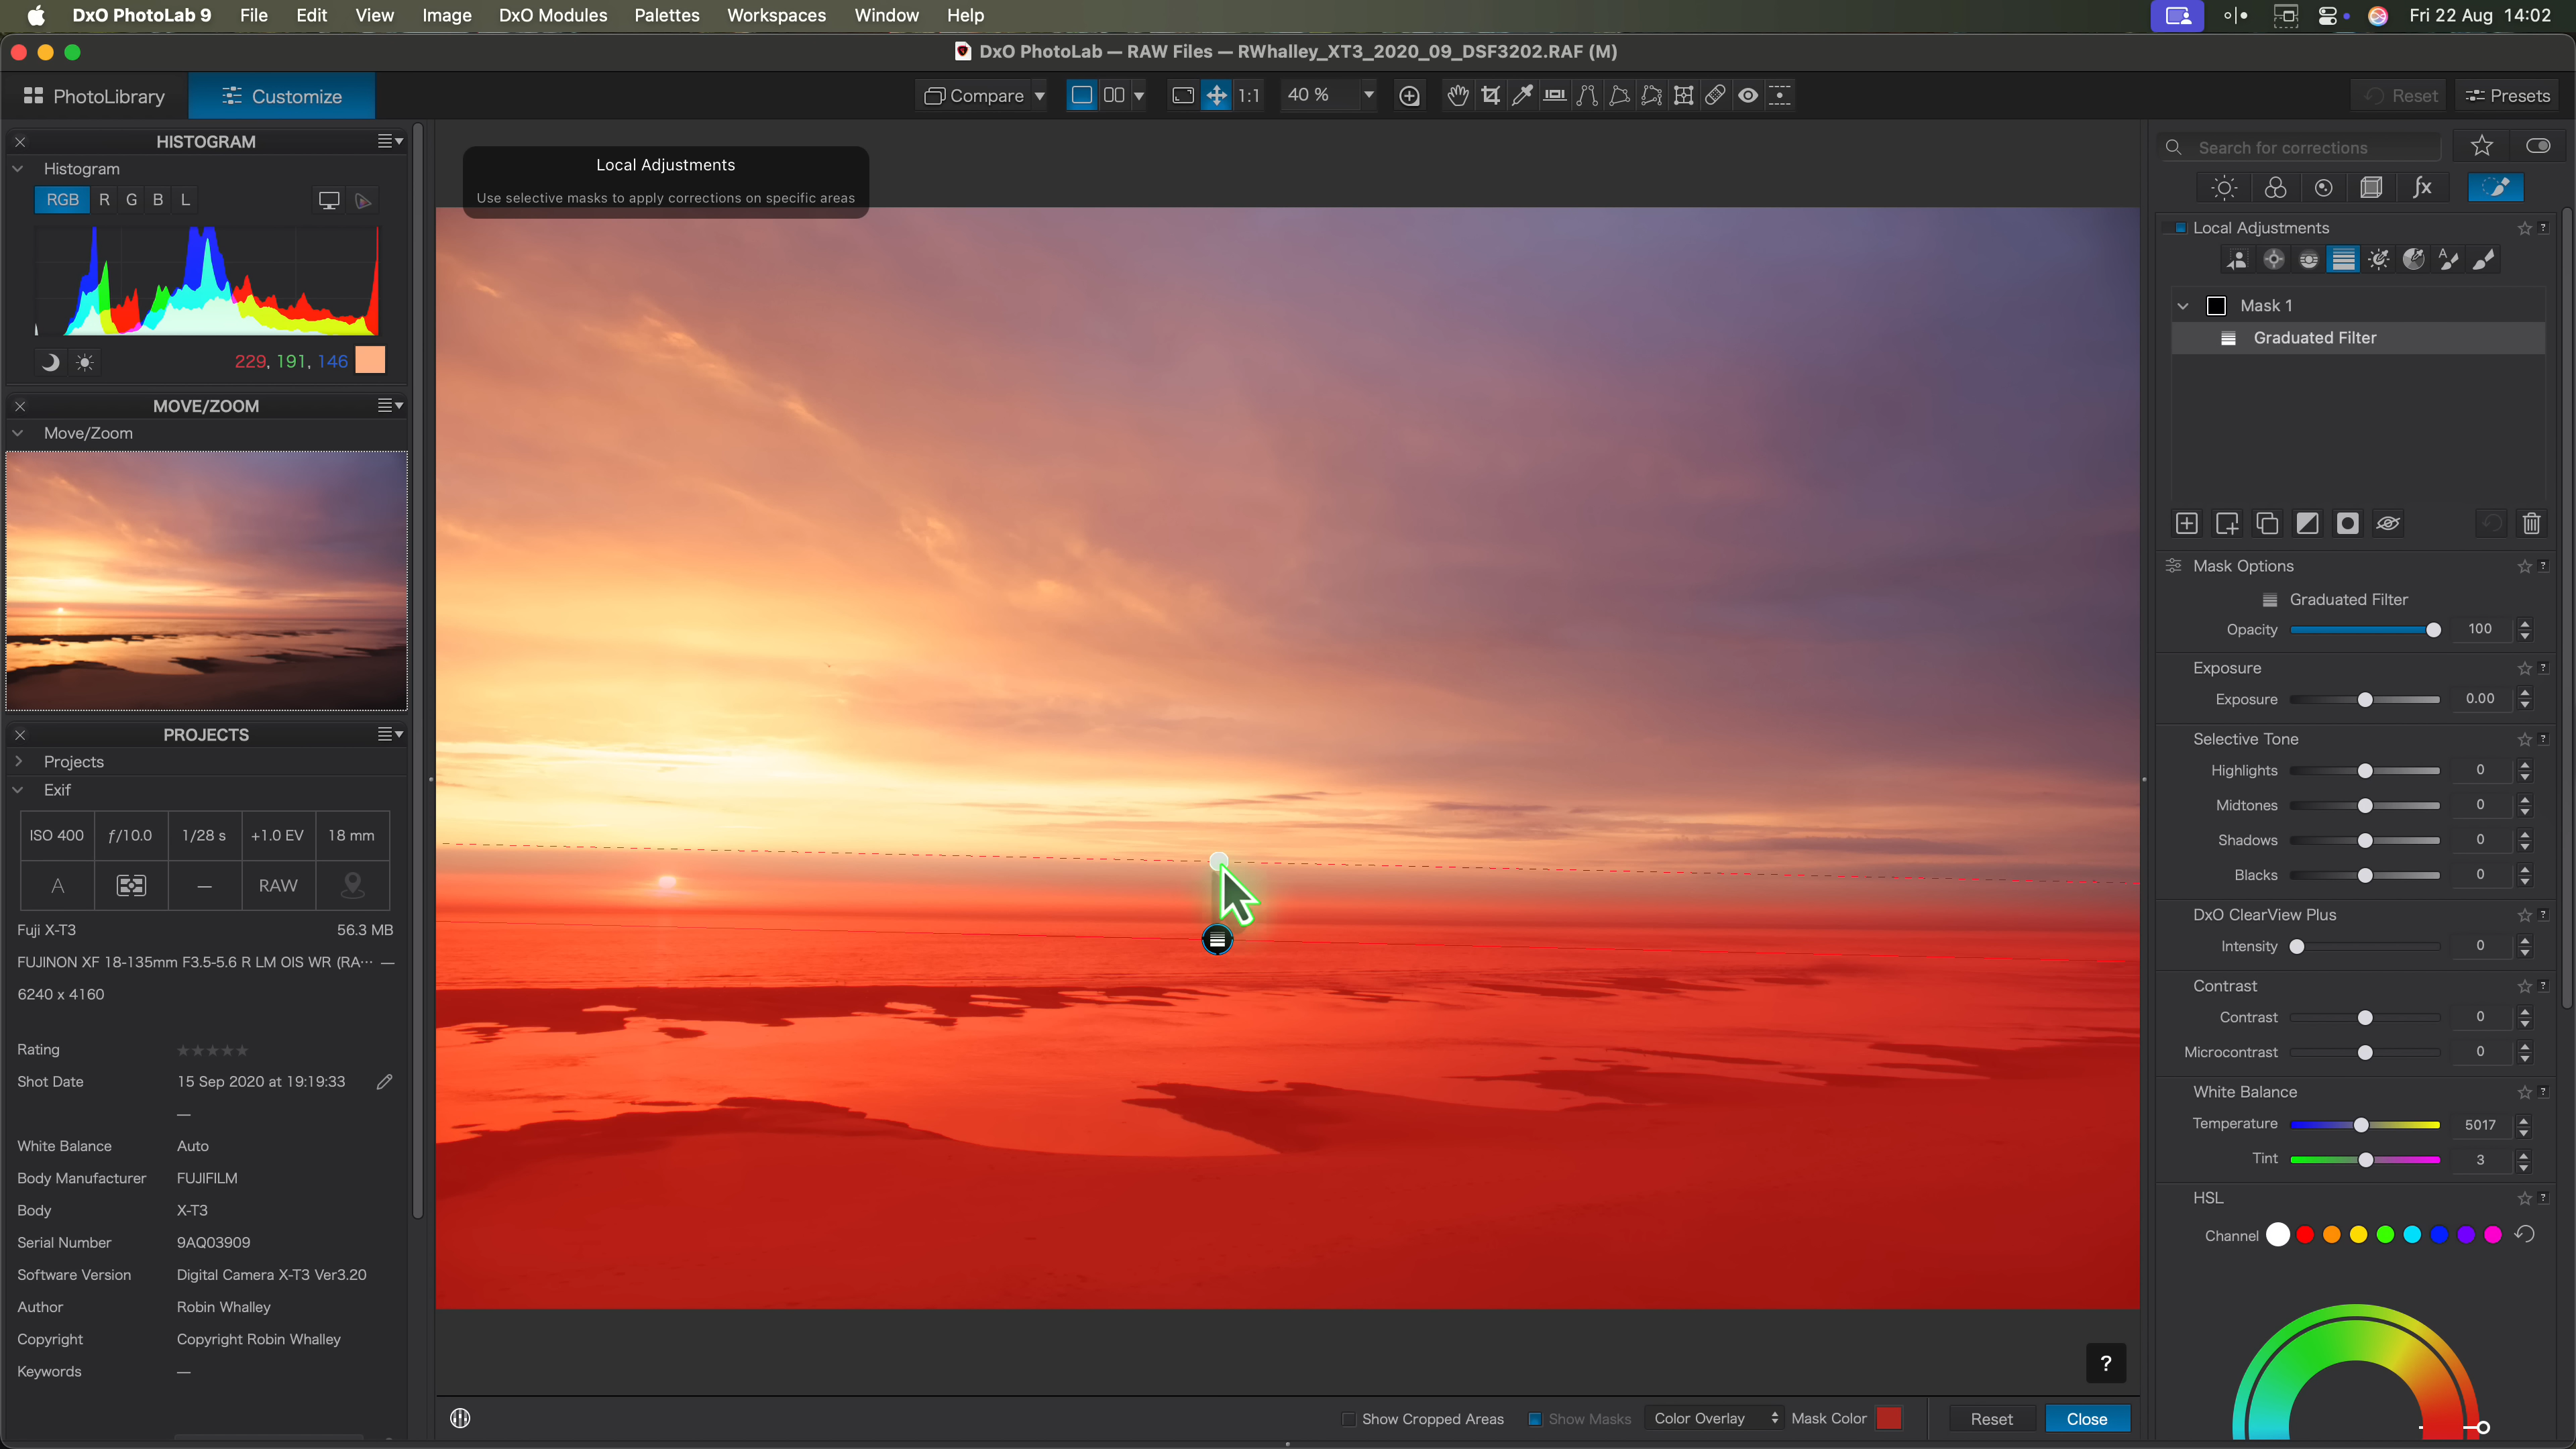 DxO PhotoLab 9 File Edit View Image DxO Modules Palettes Workspaces Window Help Fri 22 Aug 14:02
DxO PhotoLab — RAW Files — RWhalley_XT3_2020_09_DSF3202.RAF (M)
PhotoLibrary Customize Compare 1:1 40 % Reset Presets
HISTOGRAM
Histogram
RGB R G B L
229, 191, 146
MOVE/ZOOM
Move/Zoom
PROJECTS
Projects
Exif
ISO 400 ƒ/10.0 1/28 s +1.0 EV 18 mm
A — RAW
Fuji X-T3 56.3 MB
FUJINON XF 18-135mm F3.5-5.6 R LM OIS WR (RA··· —
6240 x 4160
Rating ★★★★★
Shot Date 15 Sep 2020 at 19:19:33
—
White Balance Auto
Body Manufacturer FUJIFILM
Body X-T3
Serial Number 9AQ03909
Software Version Digital Camera X-T3 Ver3.20
Author Robin Whalley
Copyright Copyright Robin Whalley
Keywords —
Local Adjustments
Use selective masks to apply corrections on specific areas
?
Show Cropped Areas Show Masks Color Overlay Mask Color Reset Close
Search for corrections
fx
Local Adjustments ?
A
Mask 1
Graduated Filter
Mask Options ?
Graduated Filter
Opacity 100
Exposure ?
Exposure 0.00
Selective Tone ?
Highlights 0
Midtones 0
Shadows 0
Blacks 0
DxO ClearView Plus ?
Intensity 0
Contrast ?
Contrast 0
Microcontrast 0
White Balance ?
Temperature 5017
Tint 3
HSL ?
Channel